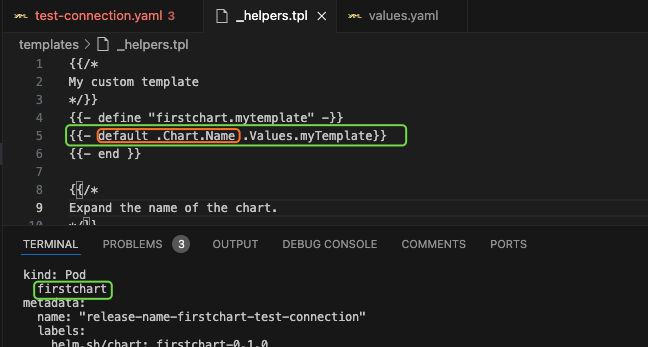 YAML test-connection.yaml 3
_helpers.tpl X
YAML values.yaml
templates > _helpers.tpl
1 {{/*
2 My custom template
3 */}}
4 {{- define "firstchart.mytemplate" -}}
5 {{- default .Chart.Name .Values.myTemplate}}
6 {{- end }}
7
8 {{/*
9 Expand the name of the chart.
10 */}}
TERMINAL PROBLEMS 3 OUTPUT DEBUG CONSOLE COMMENTS PORTS
kind: Pod
firstchart
metadata:
name: "release-name-firstchart-test-connection"
labels:
helm.sh/chart: firstchart-0.1.0